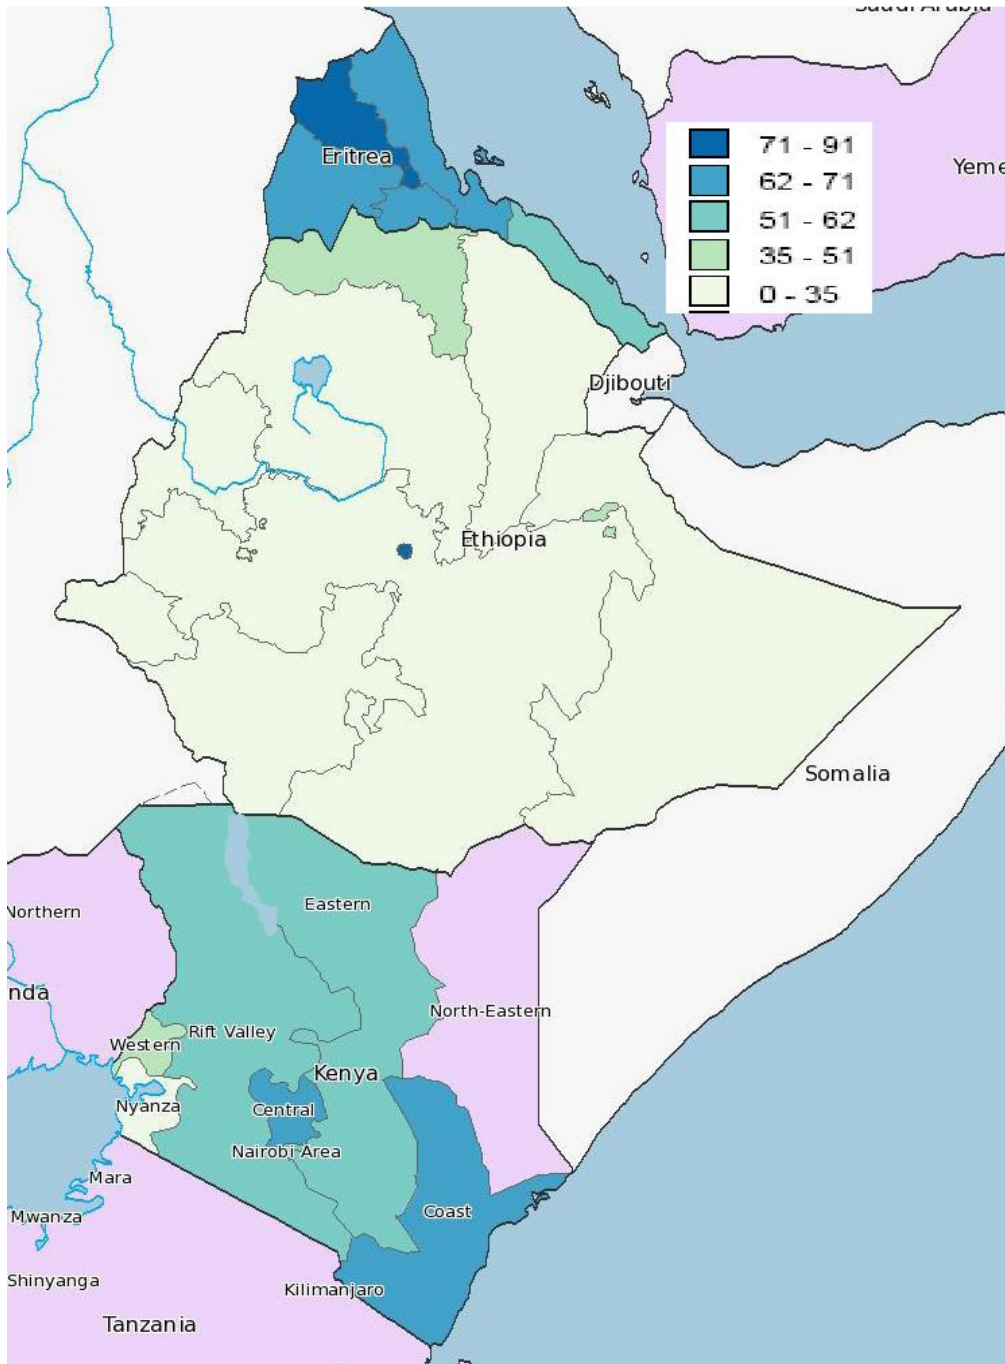 Saudi Arabia
71 - 91
Eritrea
Yeme
62 - 71
51 - 62
35 - 51
0 - 35
Djibouti
Ethiopia
Somalia
Eastern
Northern
nda
North-Eastern
Rift Valley
Western
Kenya
Nyanza
Central
Nairobi Area
Mara
Mwanza
Coast
Shinyanga
Kilimanjaro
Tanzania